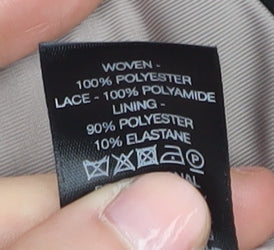 WOVEN -
100% POLYESTER
LACE - 100% POLYAMIDE
LINING -
90% POLYESTER
10% ELASTANE